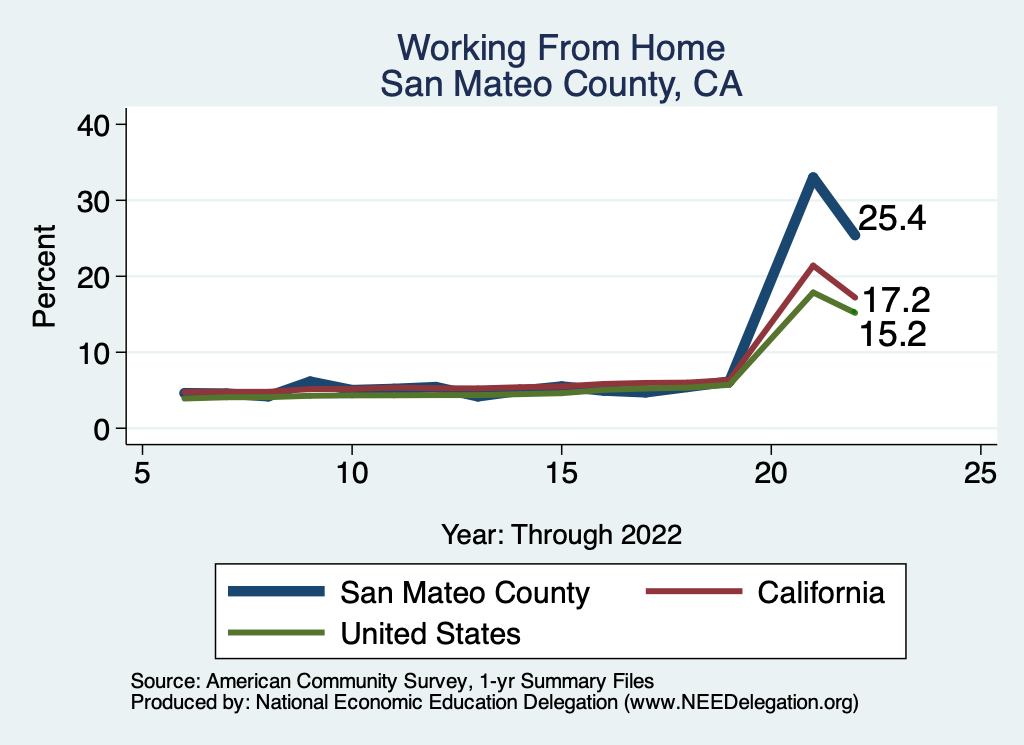 Working From Home
San Mateo County, CA
Percent
40
30
20
10
0
25.4
17.2
15.2
5 10 15 20 25
Year: Through 2022
San Mateo County California
United States
Source: American Community Survey, 1-yr Summary Files
Produced by: National Economic Education Delegation (www.NEEDelegation.org)